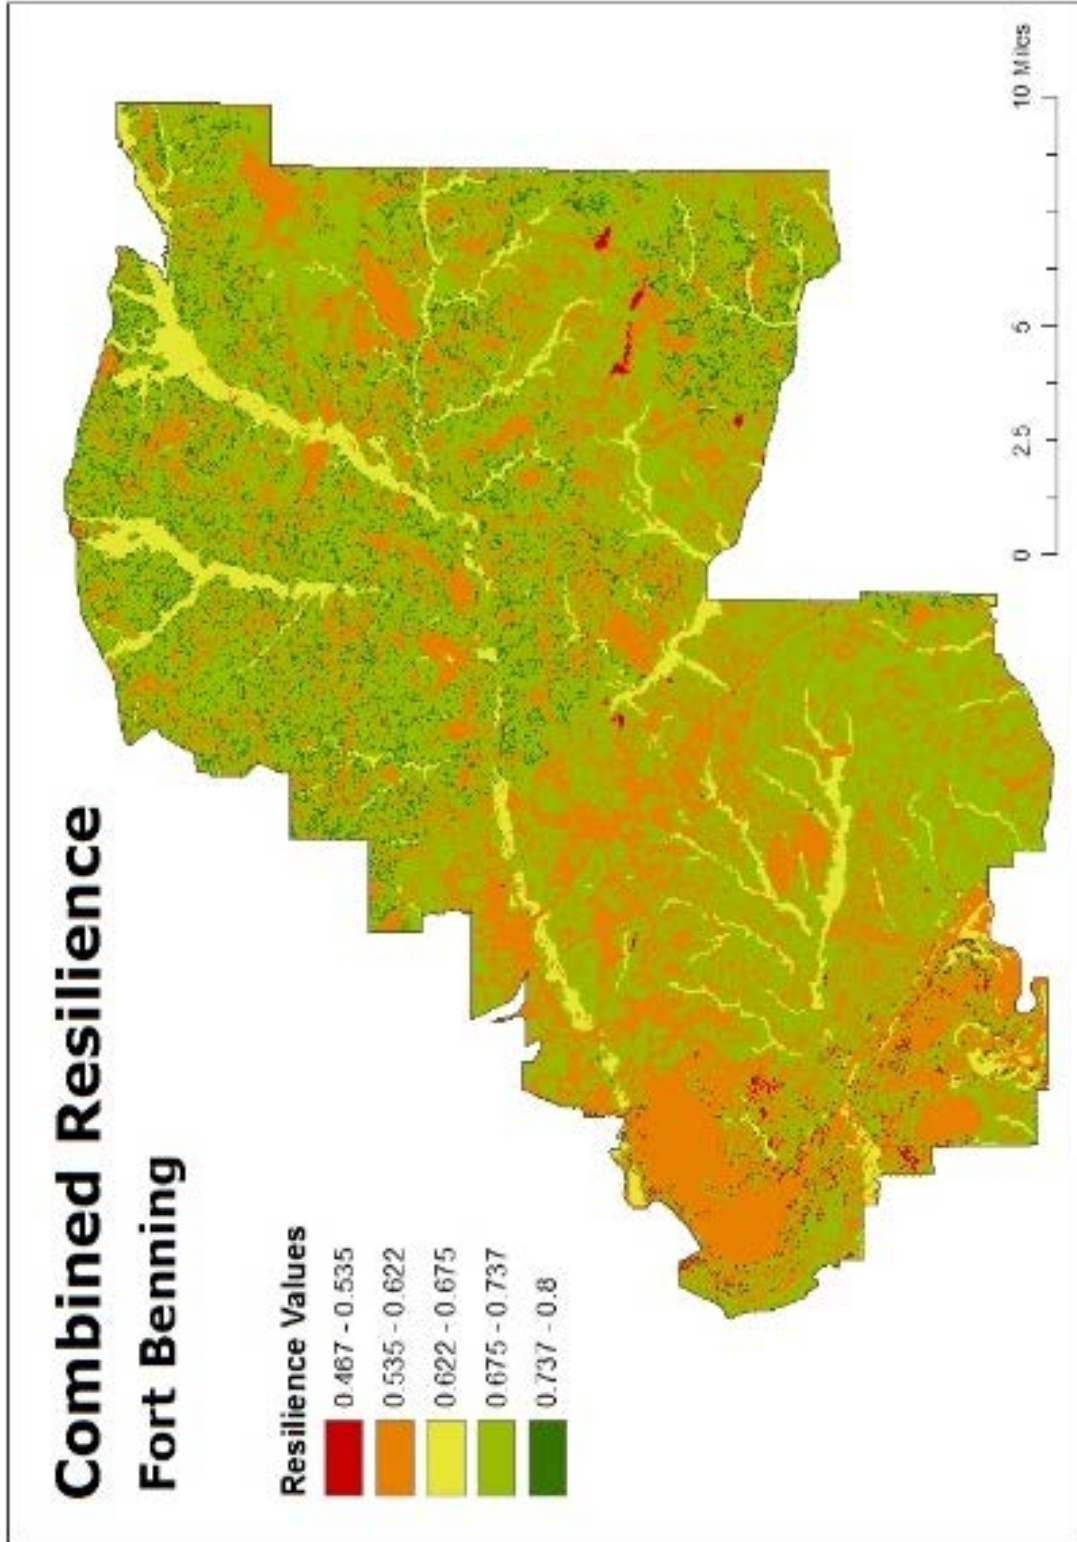 Combined Resilience
Fort Benning
Resilience Values
0.467 - 0.535
0.535 - 0.622
0.622 - 0.675
0.675 - 0.737
0.737 - 0.8
0 2.5 5 10 Miles